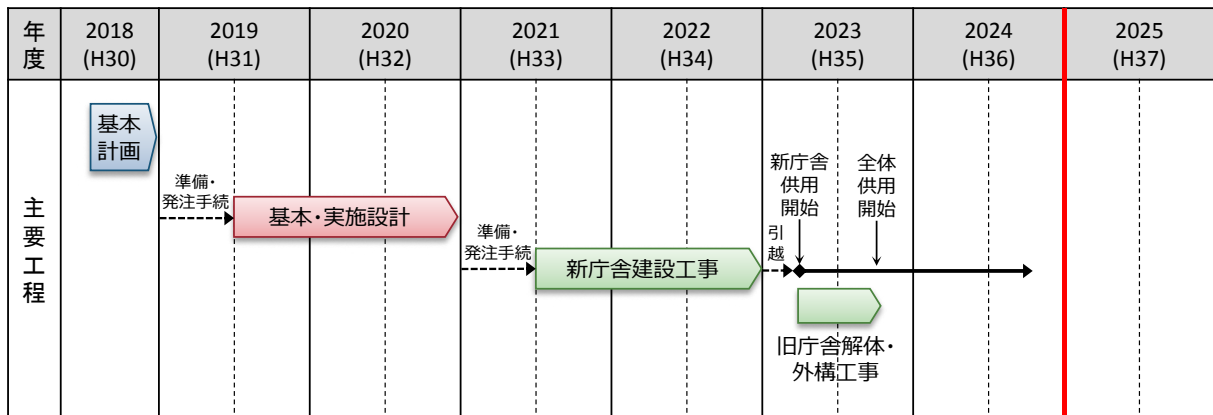 年度
2018
(H30)
2019
(H31)
2020
(H32)
2021
(H33)
2022
(H34)
2023
(H35)
2024
(H36)
2025
(H37)
主要工程
基本
計画
準備・
発注手続
基本・実施設計
準備・
発注手続
新庁舎建設工事
引越
新庁舎
供用
開始
全体
供用
開始
旧庁舎解体・
外構工事